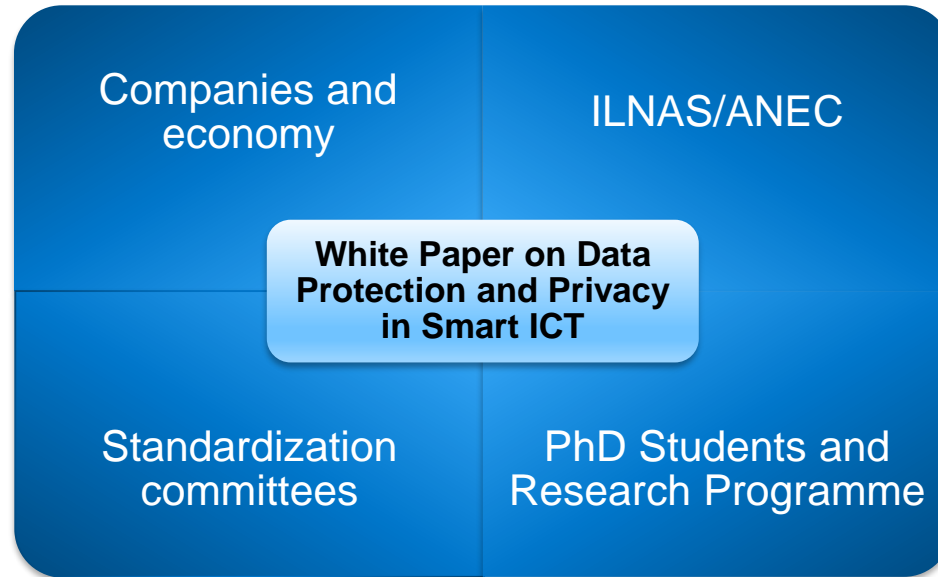 Companies and
economy
ILNAS/ANEC
White Paper on Data
Protection and Privacy
in Smart ICT
Standardization
committees
PhD Students and
Research Programme